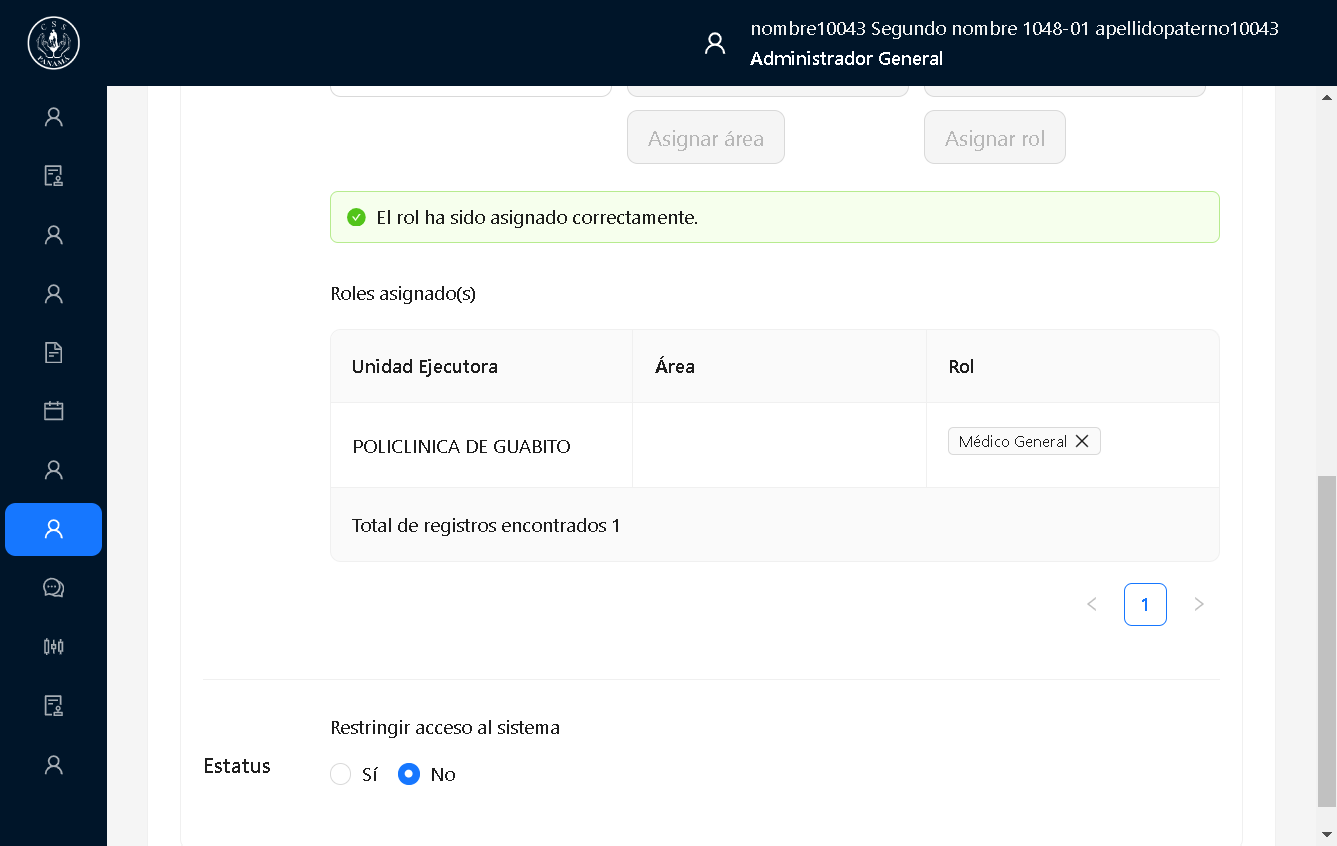 CSS
PANAMÁ
nombre10043 Segundo nombre 1048-01 apellidopaterno10043
Administrador General
Asignar área
Asignar rol
El rol ha sido asignado correctamente.
Roles asignado(s)
Unidad Ejecutora
Área
Rol
POLICLINICA DE GUABITO
Médico General
Total de registros encontrados 1
1
Restringir acceso al sistema
Estatus
Sí
No